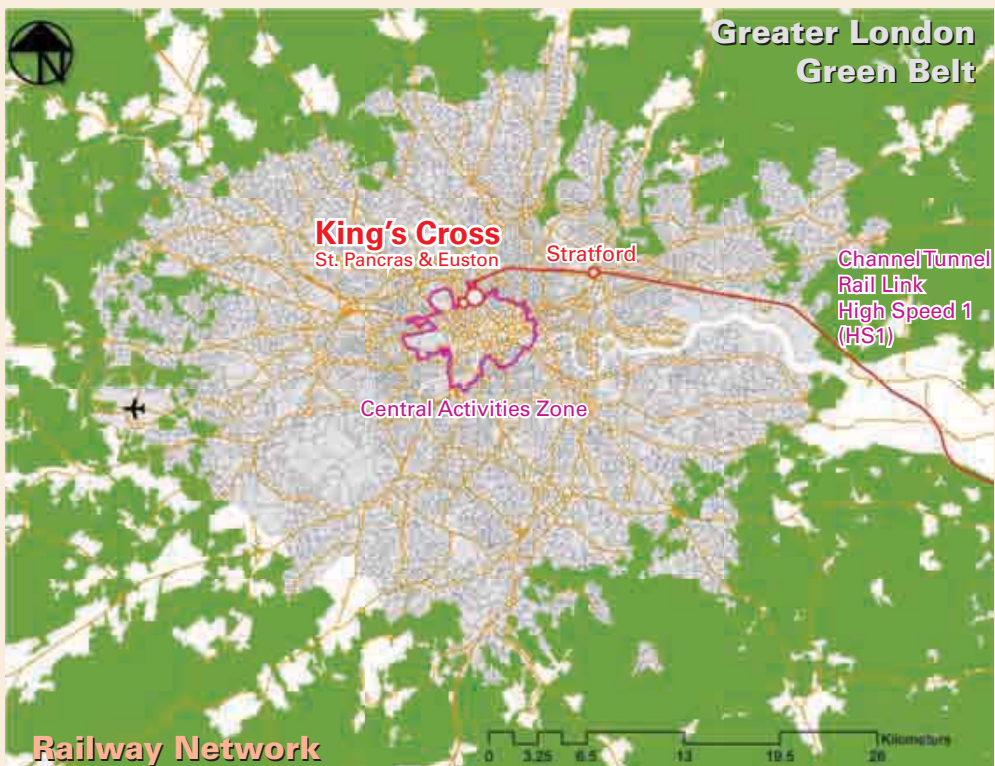 N
Greater London
Green Belt
King's Cross
St. Pancras & Euston
Stratford
Channel Tunnel
Rail Link
High Speed 1
(HS1)
Central Activities Zone
Railway Network
Kilometers
0 3.25 6.5 13 19.5 26